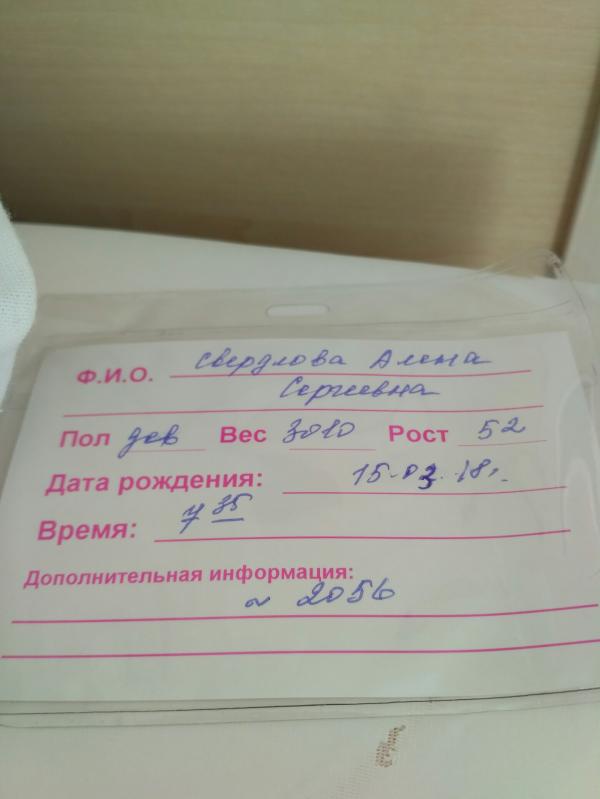 Ф.И.О. Свердлова Алена
Сергеевна
Пол дев Вес 3010 Рост 52
Дата рождения: 15.03.18г.
Время: 7 35
Дополнительная информация:
~ 2056